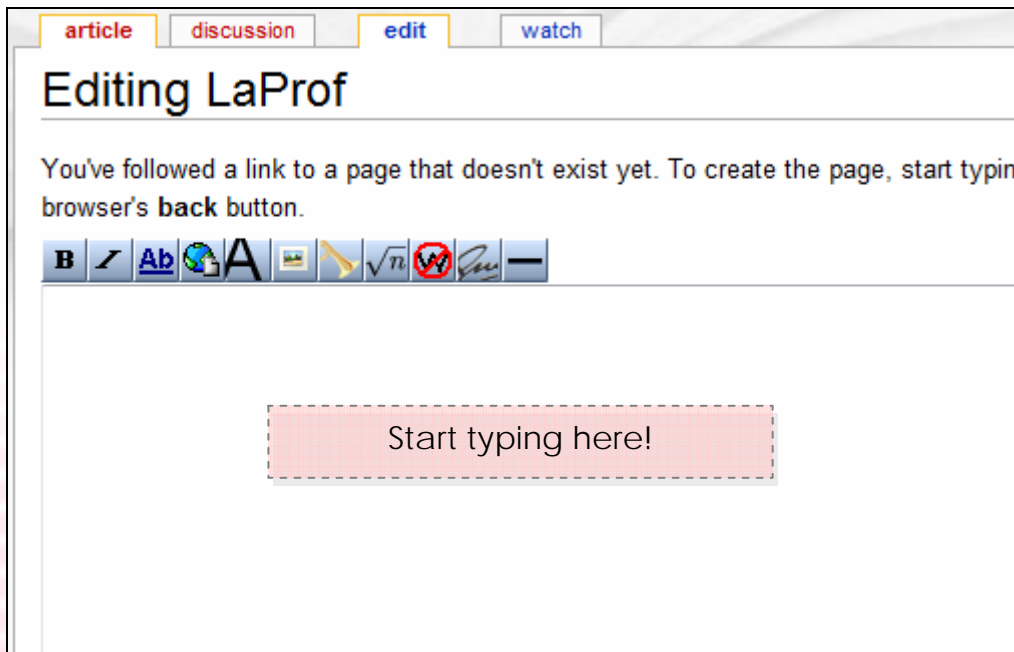 article discussion edit watch
Editing LaProf
You've followed a link to a page that doesn't exist yet. To create the page, start typin
browser's back button.
B I Ab A √n W
Start typing here!